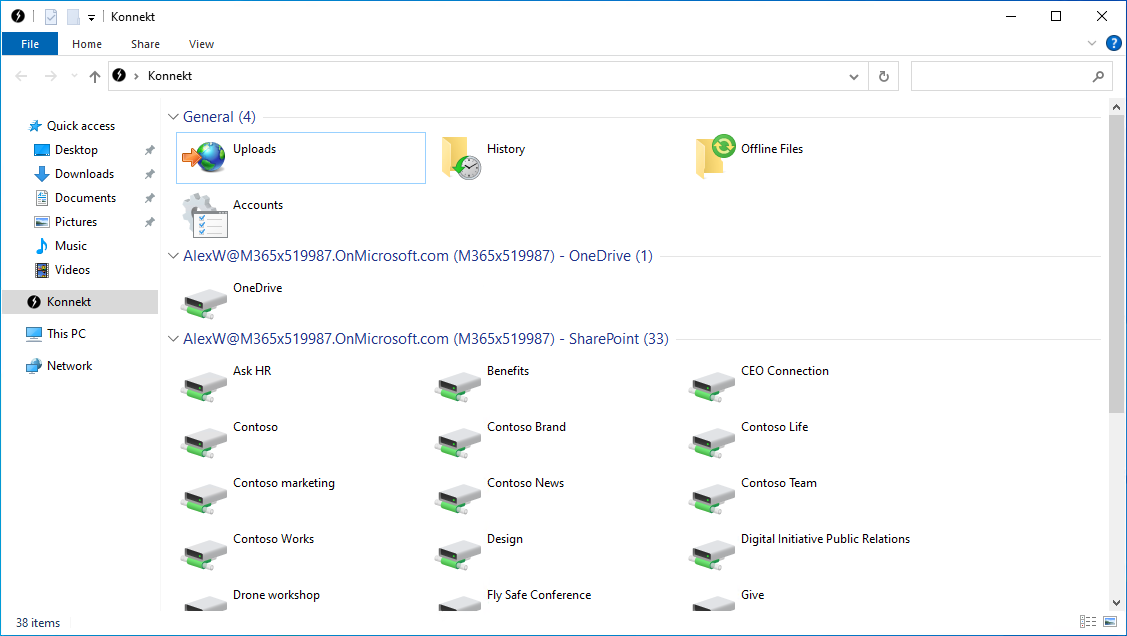 Konnekt
File Home Share View
?
Konnekt
Quick access
Desktop
Downloads
Documents
Pictures
Music
Videos
Konnekt
This PC
Network
General (4)
Uploads History Offline Files
Accounts
AlexW@M365x519987.OnMicrosoft.com (M365x519987) - OneDrive (1)
OneDrive
AlexW@M365x519987.OnMicrosoft.com (M365x519987) - SharePoint (33)
Ask HR Benefits CEO Connection
Contoso Contoso Brand Contoso Life
Contoso marketing Contoso News Contoso Team
Contoso Works Design Digital Initiative Public Relations
Drone workshop Fly Safe Conference Give
38 items